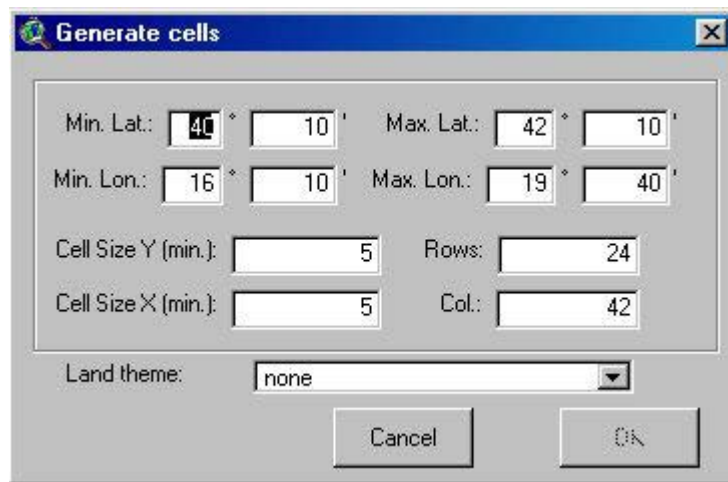 Generate cells
Min. Lat.: 40 ° 10 ' Max. Lat.: 42 ° 10 '
Min. Lon.: 16 ° 10 ' Max. Lon.: 19 ° 40 '
Cell Size Y (min.): 5 Rows: 24
Cell Size X (min.): 5 Col.: 42
Land theme: none
Cancel OK